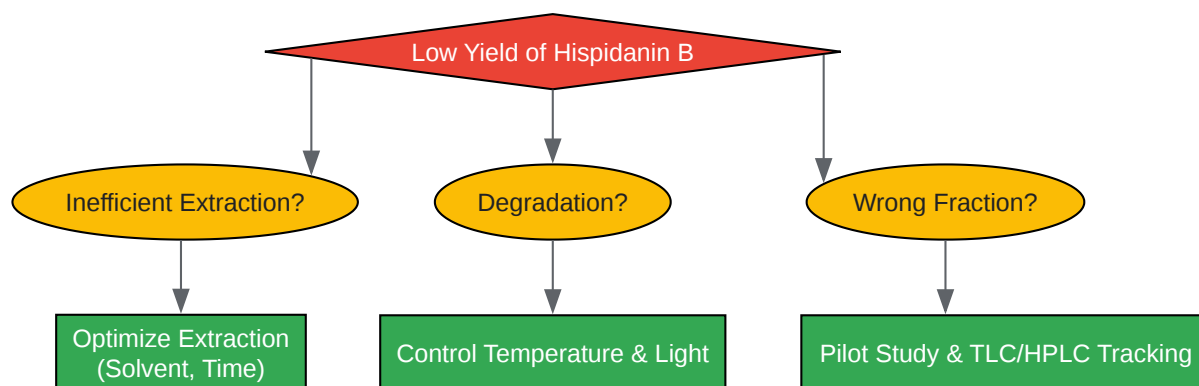 Low Yield of Hispidanin B
Inefficient Extraction?
Degradation?
Wrong Fraction?
Optimize Extraction
(Solvent, Time)
Control Temperature & Light
Pilot Study & TLC/HPLC Tracking